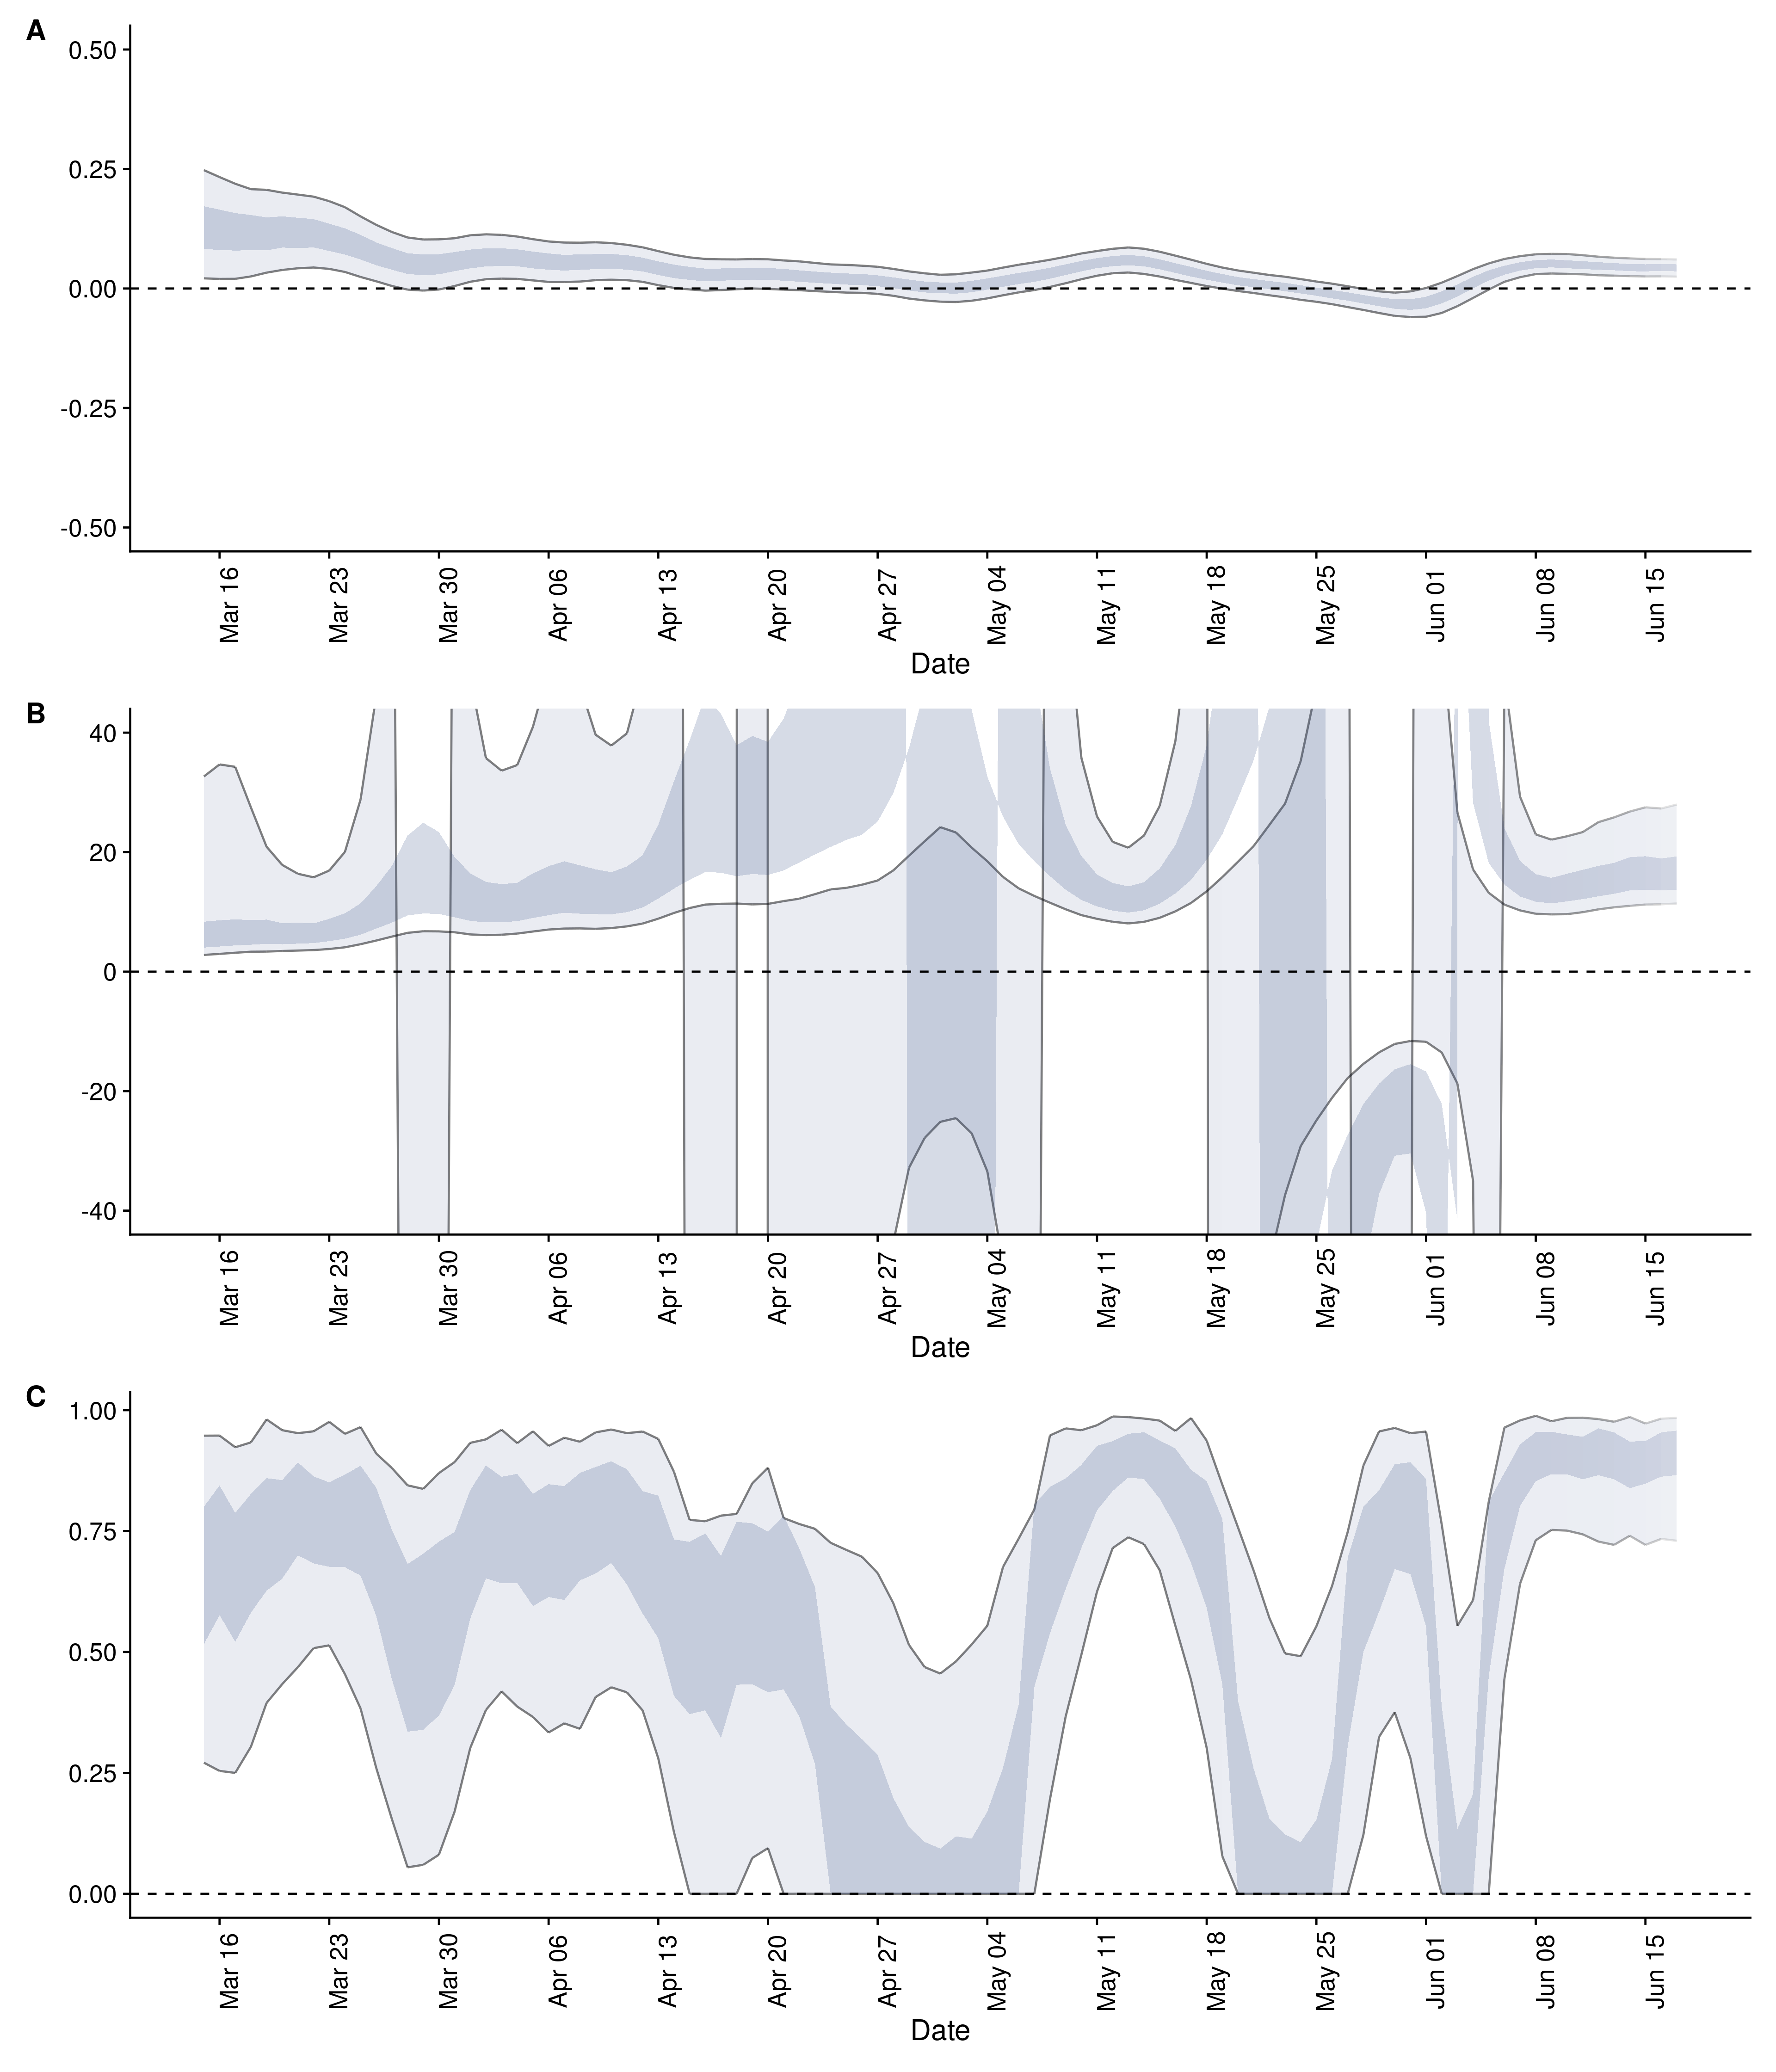 A
0.50
0.25
0.00
-0.25
-0.50
Mar 16
Mar 23
Mar 30
Apr 06
Apr 13
Apr 20
Apr 27
May 04
May 11
May 18
May 25
Jun 01
Jun 08
Jun 15
Date
B
40
20
0
-20
-40
Mar 16
Mar 23
Mar 30
Apr 06
Apr 13
Apr 20
Apr 27
May 04
May 11
May 18
May 25
Jun 01
Jun 08
Jun 15
Date
C
1.00
0.75
0.50
0.25
0.00
Mar 16
Mar 23
Mar 30
Apr 06
Apr 13
Apr 20
Apr 27
May 04
May 11
May 18
May 25
Jun 01
Jun 08
Jun 15
Date